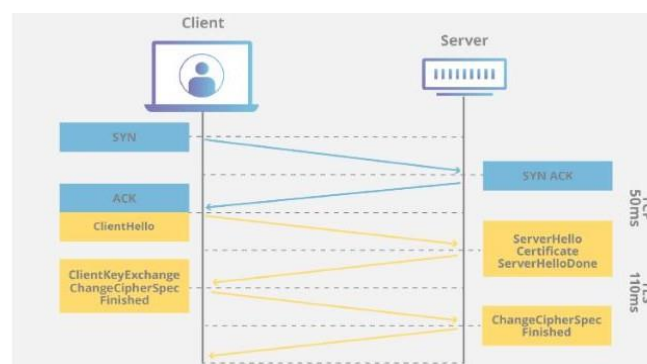 Client
Server
SYN
SYN ACK
ACK
ClientHello
ServerHello
Certificate
ServerHelloDone
ClientKeyExchange
ChangeCipherSpec
Finished
ChangeCipherSpec
Finished
50ms
110ms